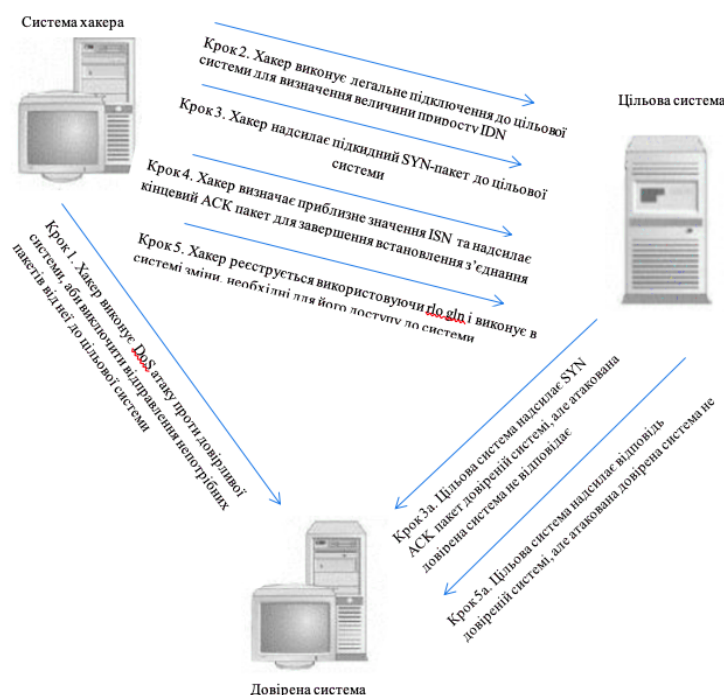 Система хакера
Цільова система
Крок 2. Хакер виконує легальне підключення до цільової
системи для визначення величини приросту IDN
Крок 3. Хакер надсилає підкидний SYN-пакет до цільової
системи
Крок 4. Хакер визначає приблизне значення ISN та надсилає
кінцевий АСК пакет для завершення встановлення з’єднання
Крок 5. Хакер реєструється використовуючи rlo gln і виконує в
системі зміни, необхідні для його доступу до системи
Крок 1. Хакер виконує DoS атаку проти довірливої
системи, аби виключити відправлення непотрібних
пакетів від неї до цільової системи
Крок 3а. Цільова система надсилає SYN
АСК пакет довіреній системі, але атакована
довірена система не відповідає
Крок 5а. Цільова система надсилає відповідь
довіреній системі, але атакована довірена система не
Довірена система